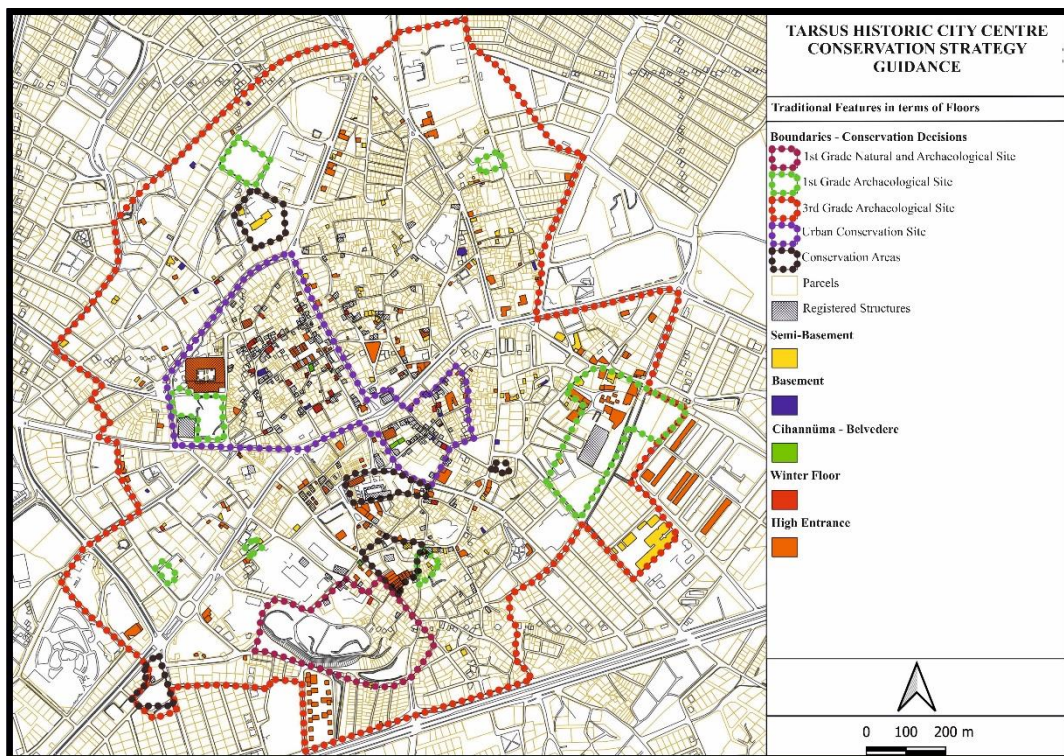 TARSUS HISTORIC CITY CENTRE
CONSERVATION STRATEGY
GUIDANCE
Traditional Features in terms of Floors
Boundaries - Conservation Decisions
1st Grade Natural and Archaeological Site
1st Grade Archaeological Site
3rd Grade Archaeological Site
Urban Conservation Site
Conservation Areas
Parcels
Registered Structures
Semi-Basement
Basement
Cihannüma - Belvedere
Winter Floor
High Entrance
0 100 200 m